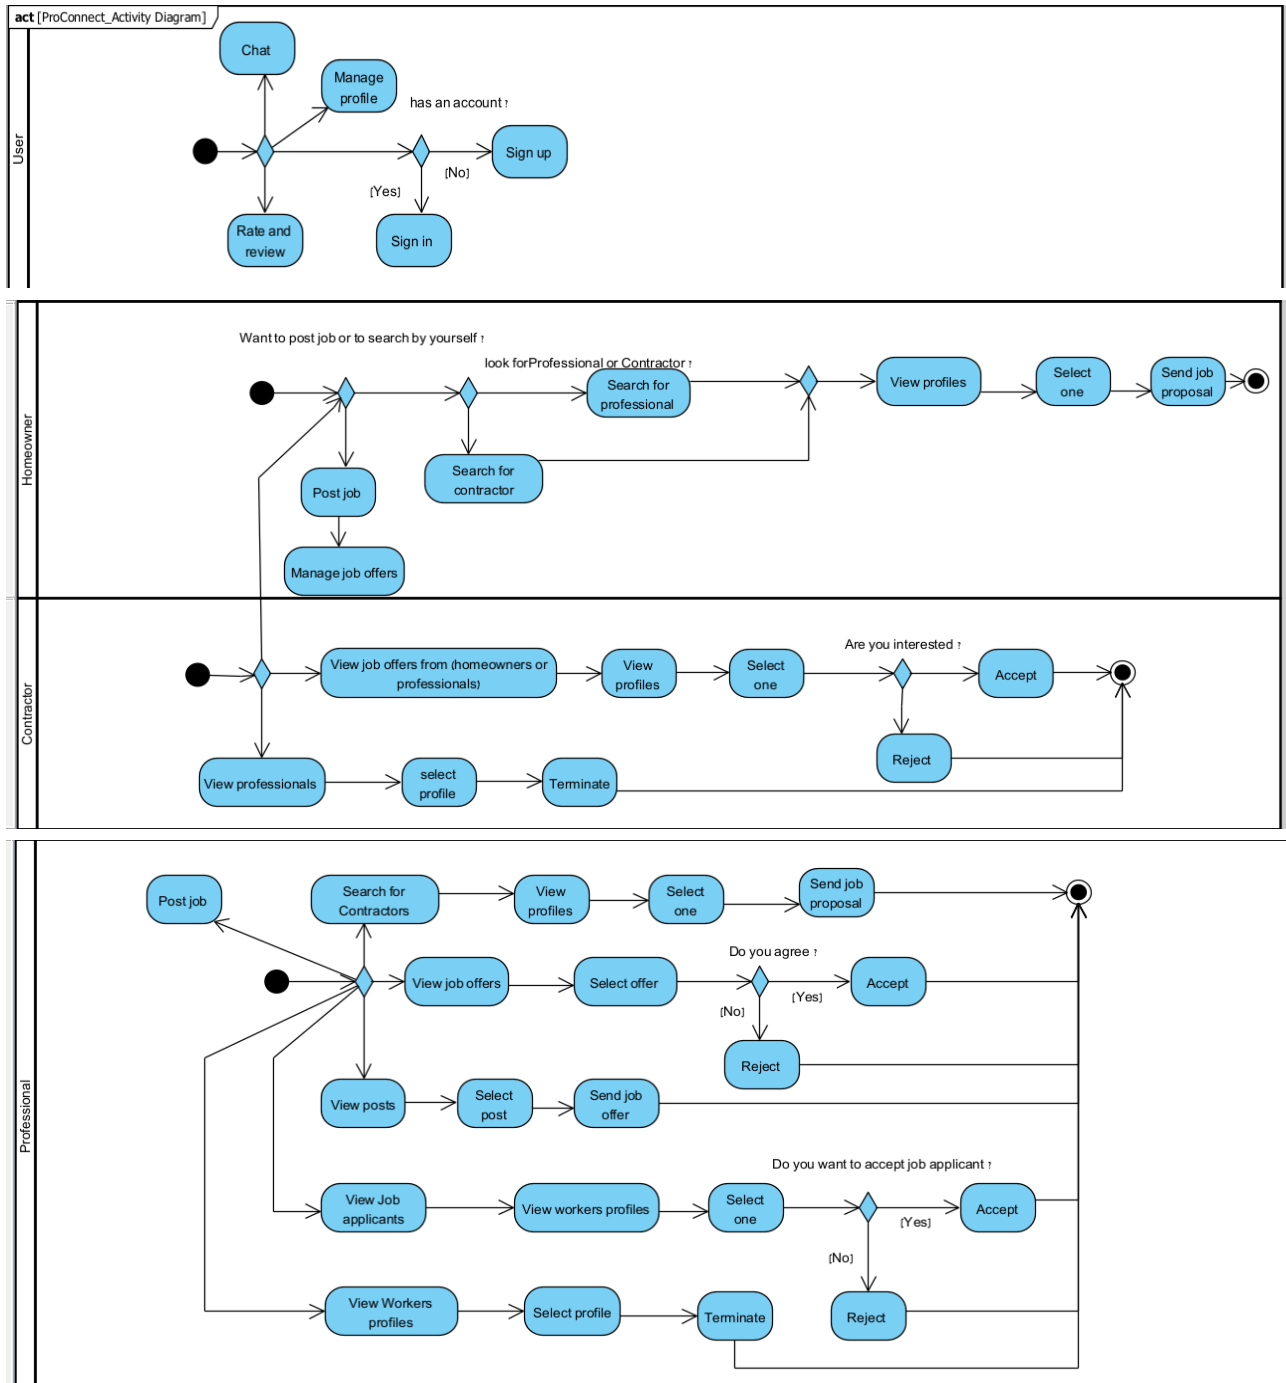 act [ProConnect_Activity Diagram]
User
Chat
Manage
profile
has an account ?
Sign up
[No]
[Yes]
Rate and
review
Sign in
Homeowner
Want to post job or to search by yourself ?
look forProfessional or Contractor ?
Search for
professional
View profiles
Select
one
Send job
proposal
Search for
contractor
Post job
Manage job offers
Contractor
Are you interested ?
View job offers from (homeowners or
professionals)
View
profiles
Select
one
Accept
Reject
View professionals
select
profile
Terminate
Professional
Post job
Search for
Contractors
View
profiles
Select
one
Send job
proposal
Do you agree ?
View job offers
Select offer
[Yes]
Accept
[No]
Reject
View posts
Select
post
Send job
offer
Do you want to accept job applicant ?
View Job
applicants
View workers profiles
Select
one
[Yes]
Accept
[No]
View Workers
profiles
Select profile
Terminate
Reject